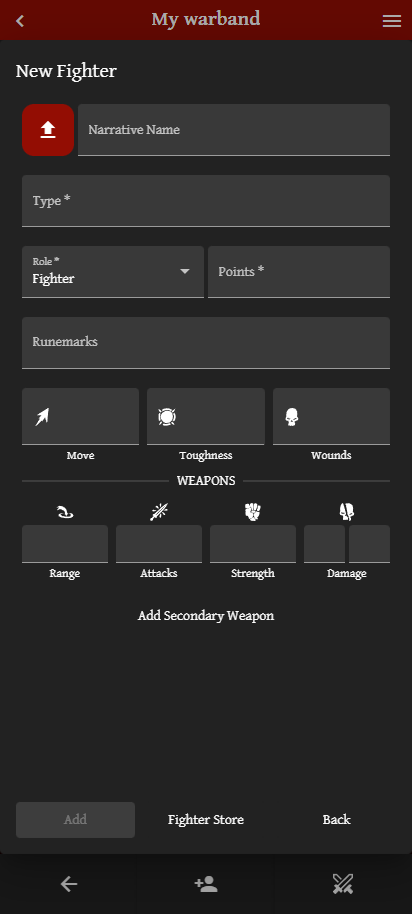 My warband
New Fighter
Narrative Name
Type *
Role *
Fighter
Points *
Runemarks
Move
Toughness
Wounds
WEAPONS
Range
Attacks
Strength
Damage
Add Secondary Weapon
Add
Fighter Store
Back